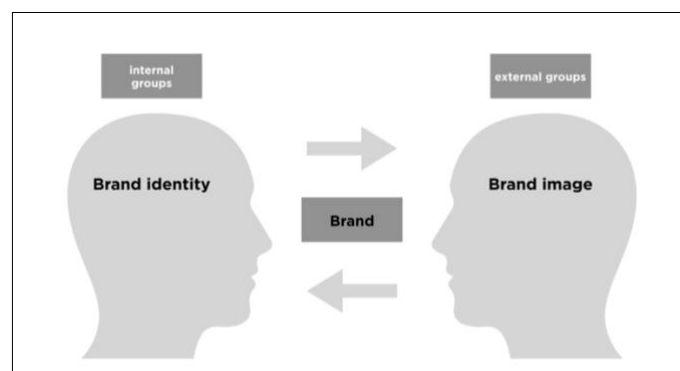 internal
groups
external groups
Brand identity
Brand image
Brand